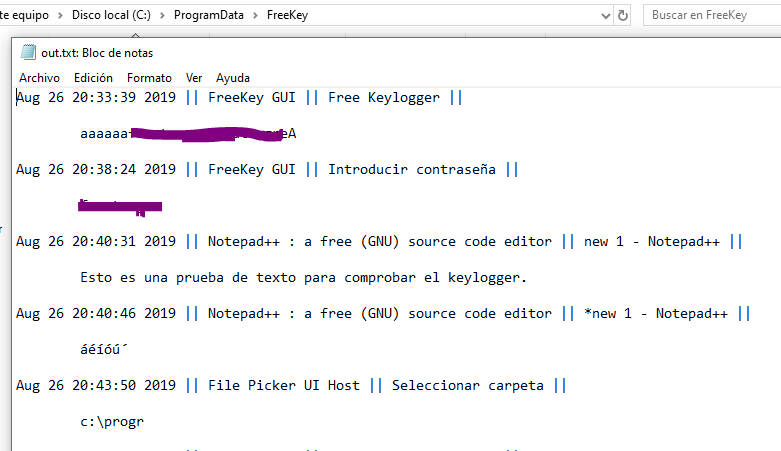 te equipo > Disco local (C:) > ProgramData > FreeKey
Buscar en FreeKey
out.txt: Bloc de notas
Archivo Edición Formato Ver Ayuda
Aug 26 20:33:39 2019 || FreeKey GUI || Free Keylogger ||
Aug 26 20:38:24 2019 || FreeKey GUI || Introducir contraseña ||
Aug 26 20:40:31 2019 || Notepad++ : a free (GNU) source code editor || new 1 - Notepad++ ||
Esto es una prueba de texto para comprobar el keylogger.
Aug 26 20:40:46 2019 || Notepad++ : a free (GNU) source code editor || *new 1 - Notepad++ ||
áéíóú´
Aug 26 20:43:50 2019 || File Picker UI Host || Seleccionar carpeta ||
c:\progr